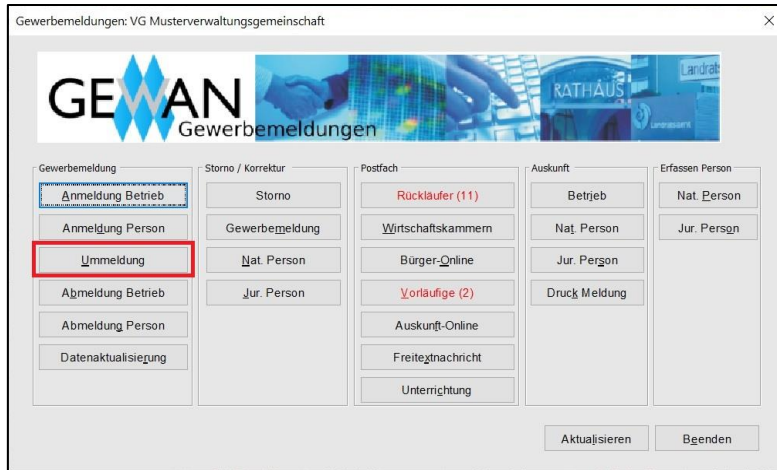 Gewerbemeldungen: VG Musterverwaltungsgemeinschaft
GEWAN
Gewerbemeldungen
RATHAUS
Landrats
Landratsamt
Gewerbemeldung
Anmeldung Betrieb
Anmeldung Person
Ummeldung
Abmeldung Betrieb
Abmeldung Person
Datenaktualisierung
Storno / Korrektur
Storno
Gewerbemeldung
Nat. Person
Jur. Person
Postfach
Rückläufer (11)
Wirtschaftskammern
Bürger-Online
Vorläufige (2)
Auskunft-Online
Freitextnachricht
Unterrichtung
Auskunft
Betrieb
Nat. Person
Jur. Person
Druck Meldung
Erfassen Person
Nat. Person
Jur. Person
Aktualisieren
Beenden